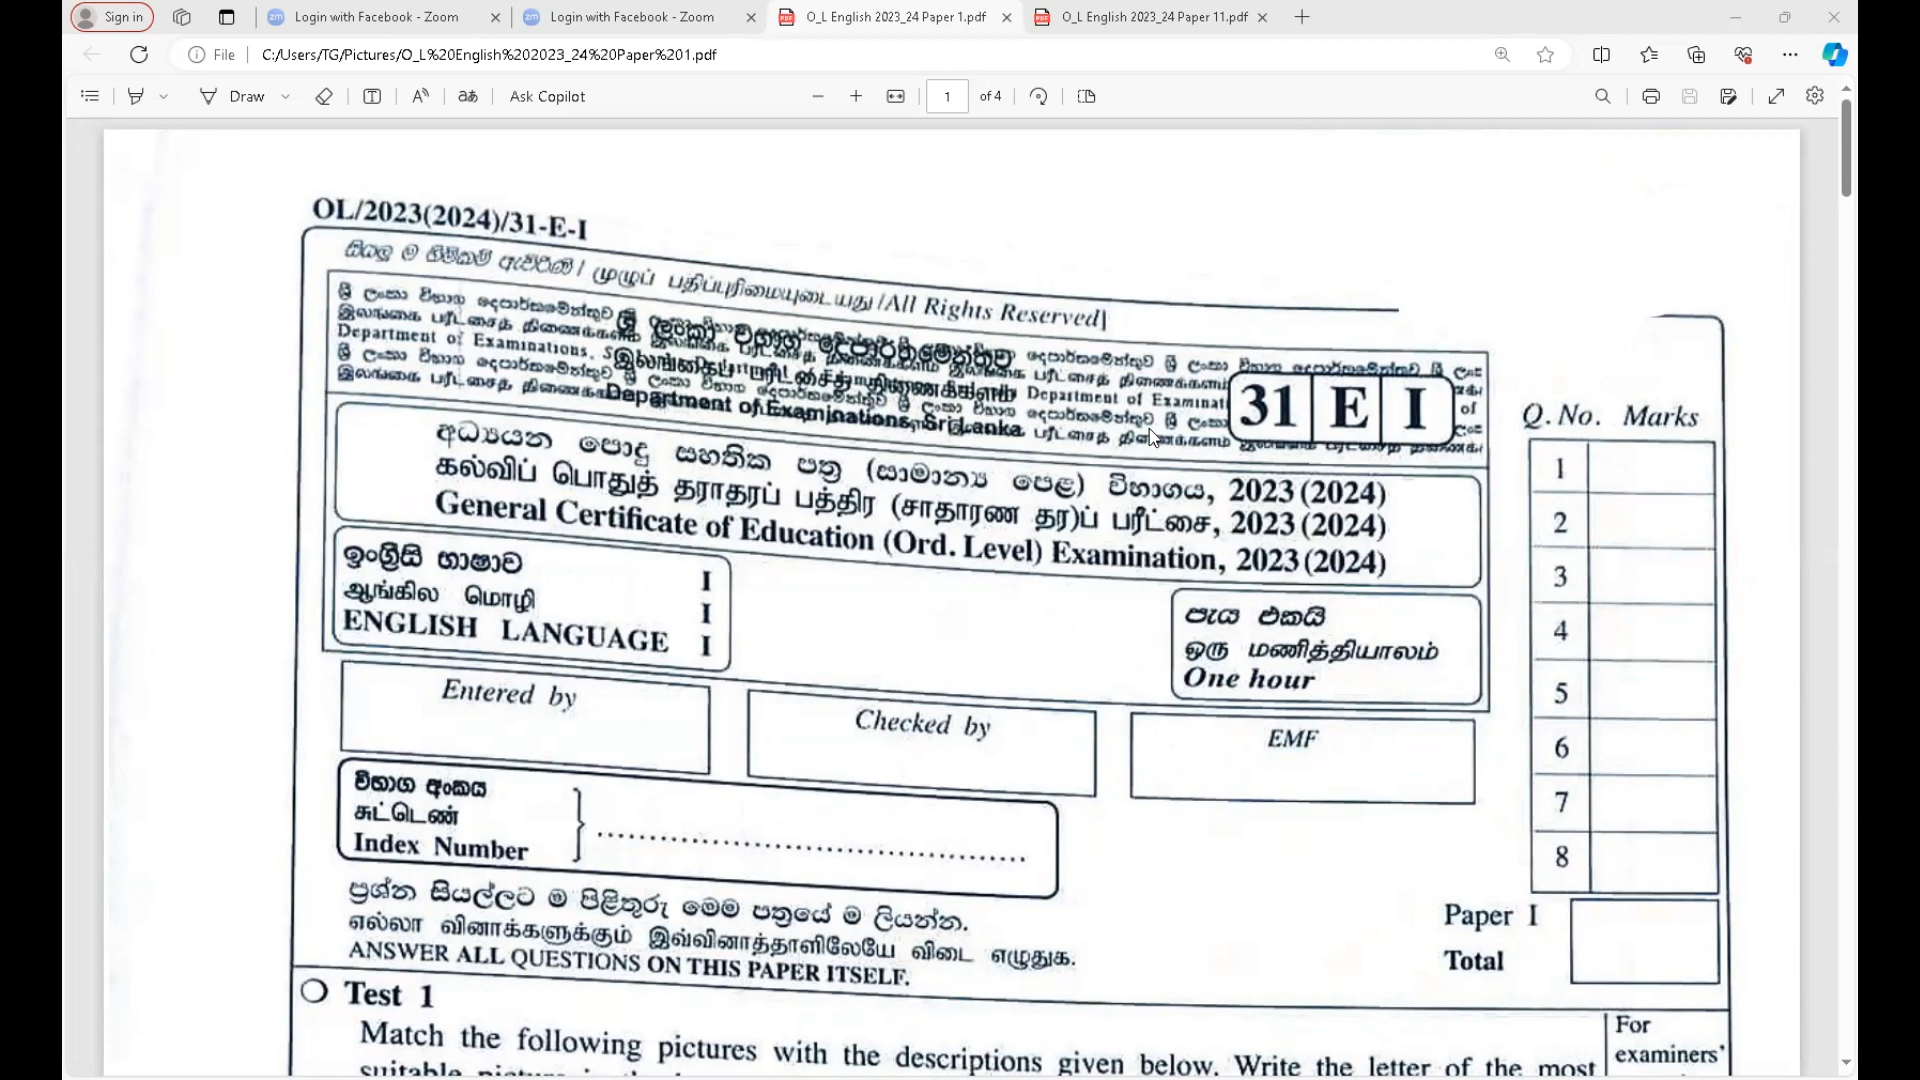 Sign in
Login with Facebook - Zoom
Login with Facebook - Zoom
O_L English 2023_24 Paper 1.pdf
O_L English 2023_24 Paper 11.pdf
File
C:/Users/TG/Pictures/O_L%20English%202023_24%20Paper%201.pdf
Draw
Ask Copilot
1 of 4
OL/2023(2024)/31-E-I
සියලු ම හිමිකම් ඇවිරිණි / முழுப் பதிப்புரிமையுடையது /All Rights Reserved]
ශ්‍රී ලංකා විභාග දෙපාර්තමේන්තුව
இலங்கைப் பரீட்சைத் திணைக்களம்
Department of Examinations, Sri Lanka
31 E I
අධ්‍යයන පොදු සහතික පත්‍ර (සාමාන්‍ය පෙළ) විභාගය, 2023 (2024)
கல்விப் பொதுத் தராதரப் பத்திர (சாதாரண தர)ப் பரீட்சை, 2023 (2024)
General Certificate of Education (Ord. Level) Examination, 2023 (2024)
ඉංග්‍රීසි භාෂාව I
ஆங்கில மொழி I
ENGLISH LANGUAGE I
පැය එකයි
ஒரு மணித்தியாலம்
One hour
Q. No. Marks
1
2
3
4
5
6
7
8
Entered by
Checked by
EMF
විභාග අංකය
சுட்டெண்
Index Number
ප්‍රශ්න සියල්ලට ම පිළිතුරු මෙම පත්‍රයේ ම ලියන්න.
எல்லா வினாக்களுக்கும் இவ்வினாத்தாளிலேயே விடை எழுதுக.
ANSWER ALL QUESTIONS ON THIS PAPER ITSELF.
Paper I
Total
Test 1
Match the following pictures with the descriptions given below. Write the letter of the most
For
examiners'